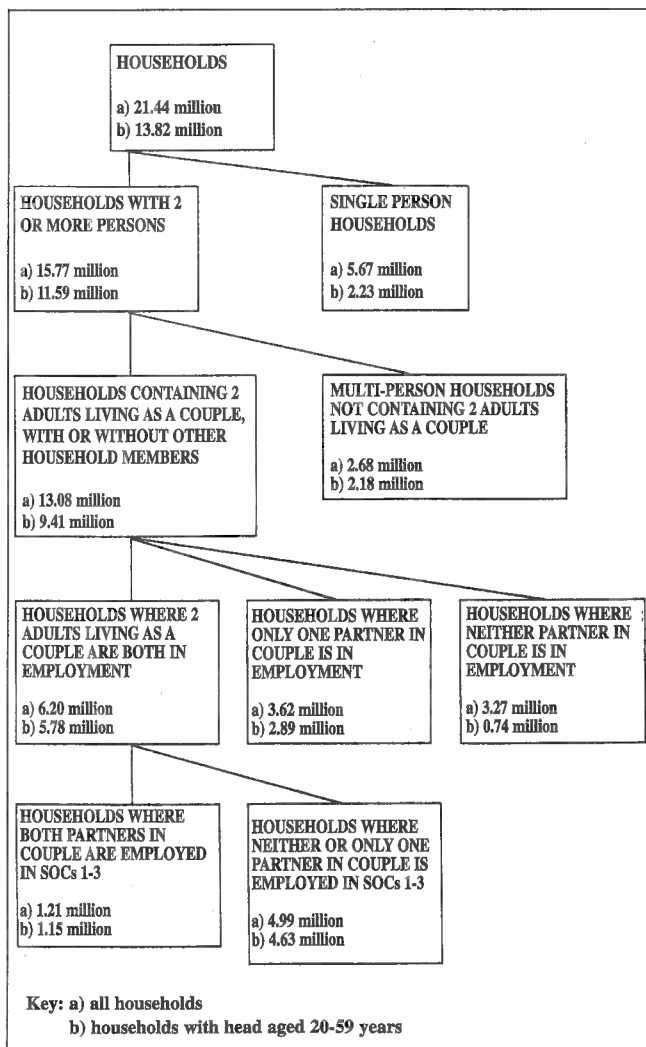 HOUSEHOLDS
a) 21.44 million
b) 13.82 million
HOUSEHOLDS WITH 2
OR MORE PERSONS
a) 15.77 million
b) 11.59 million
SINGLE PERSON
HOUSEHOLDS
a) 5.67 million
b) 2.23 million
HOUSEHOLDS CONTAINING 2
ADULTS LIVING AS A COUPLE,
WITH OR WITHOUT OTHER
HOUSEHOLD MEMBERS
a) 13.08 million
b) 9.41 million
MULTI-PERSON HOUSEHOLDS
NOT CONTAINING 2 ADULTS
LIVING AS A COUPLE
a) 2.68 million
b) 2.18 million
HOUSEHOLDS WHERE 2
ADULTS LIVING AS A
COUPLE ARE BOTH IN
EMPLOYMENT
a) 6.20 million
b) 5.78 million
HOUSEHOLDS WHERE
ONLY ONE PARTNER IN
COUPLE IS IN
EMPLOYMENT
a) 3.62 million
b) 2.89 million
HOUSEHOLDS WHERE
NEITHER PARTNER IN
COUPLE IS IN
EMPLOYMENT
a) 3.27 million
b) 0.74 million
HOUSEHOLDS WHERE
BOTH PARTNERS IN
COUPLE ARE EMPLOYED
IN SOCs 1-3
a) 1.21 million
b) 1.15 million
HOUSEHOLDS WHERE
NEITHER OR ONLY ONE
PARTNER IN COUPLE IS
EMPLOYED IN SOCs 1-3
a) 4.99 million
b) 4.63 million
Key: a) all households
b) households with head aged 20-59 years